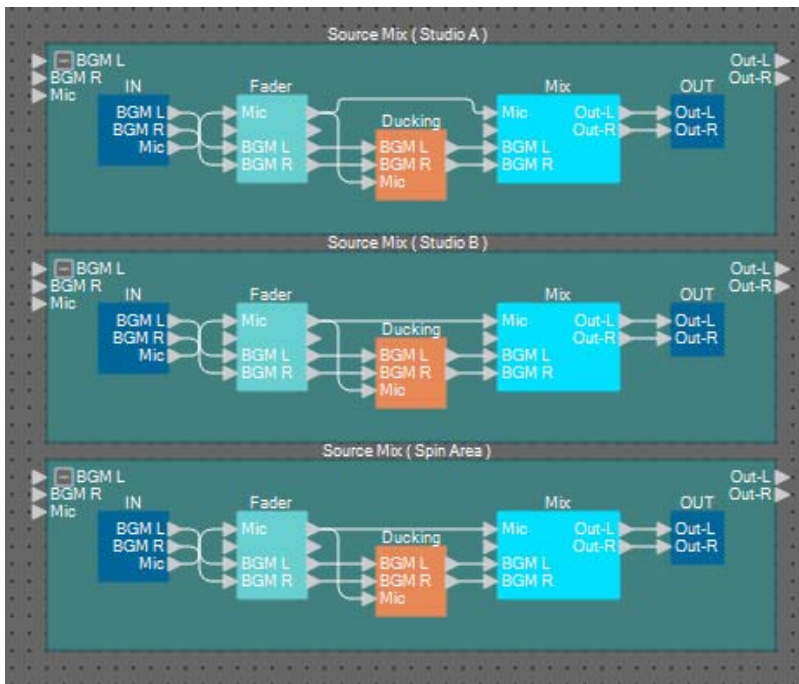 Source Mix ( Studio A )
BGM L
BGM R
Mic
Out-L
Out-R
IN
BGM L
BGM R
Mic
Fader
Mic
BGM L
BGM R
Ducking
BGM L
BGM R
Mic
Mix
Mic
Out-L
Out-R
BGM L
BGM R
OUT
Out-L
Out-R
Source Mix ( Studio B )
BGM L
BGM R
Mic
Out-L
Out-R
IN
BGM L
BGM R
Mic
Fader
Mic
BGM L
BGM R
Ducking
BGM L
BGM R
Mic
Mix
Mic
Out-L
Out-R
BGM L
BGM R
OUT
Out-L
Out-R
Source Mix ( Spin Area )
BGM L
BGM R
Mic
Out-L
Out-R
IN
BGM L
BGM R
Mic
Fader
Mic
BGM L
BGM R
Ducking
BGM L
BGM R
Mic
Mix
Mic
Out-L
Out-R
BGM L
BGM R
OUT
Out-L
Out-R